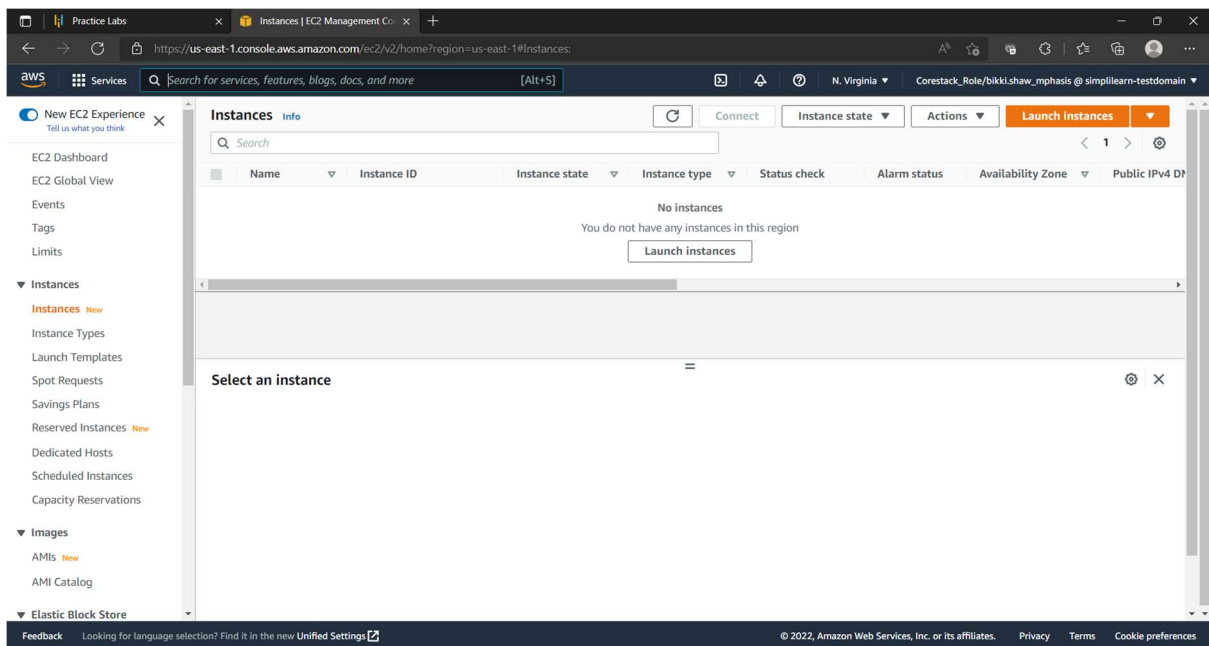 Practice Labs
Instances | EC2 Management Co
https://us-east-1.console.aws.amazon.com/ec2/v2/home?region=us-east-1#Instances:
aws Services Search for services, features, blogs, docs, and more [Alt+S] N. Virginia Corestack_Role/bikki.shaw_mphasis @ simplilearn-testdomain
New EC2 Experience
Tell us what you think
EC2 Dashboard
EC2 Global View
Events
Tags
Limits
Instances
Instances New
Instance Types
Launch Templates
Spot Requests
Savings Plans
Reserved Instances New
Dedicated Hosts
Scheduled Instances
Capacity Reservations
Images
AMIs New
AMI Catalog
Elastic Block Store
Instances Info Connect Instance state Actions Launch instances
Search 1
Name Instance ID Instance state Instance type Status check Alarm status Availability Zone Public IPv4 DN
No instances
You do not have any instances in this region
Launch instances
Select an instance
Feedback Looking for language selection? Find it in the new Unified Settings © 2022, Amazon Web Services, Inc. or its affiliates. Privacy Terms Cookie preferences